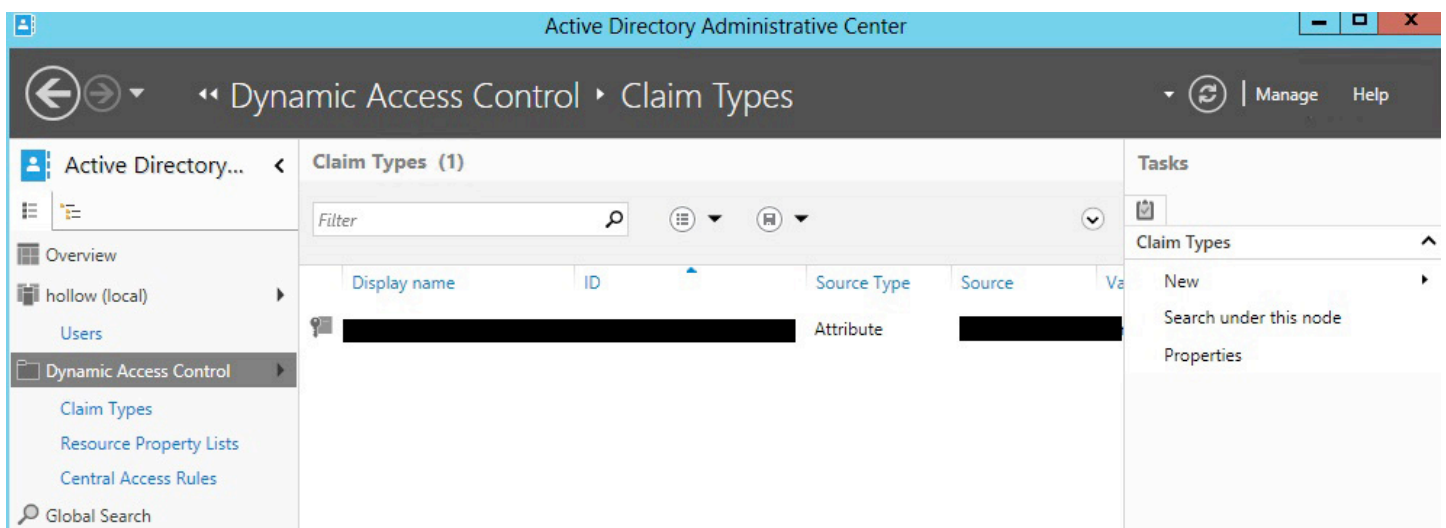 Active Directory Administrative Center
Dynamic Access Control Claim Types
Manage Help
Active Directory...
Overview
hollow (local)
Users
Dynamic Access Control
Claim Types
Resource Property Lists
Central Access Rules
Global Search
Claim Types (1)
Filter
Display name ID Source Type Source Va
Attribute
Tasks
Claim Types
New
Search under this node
Properties